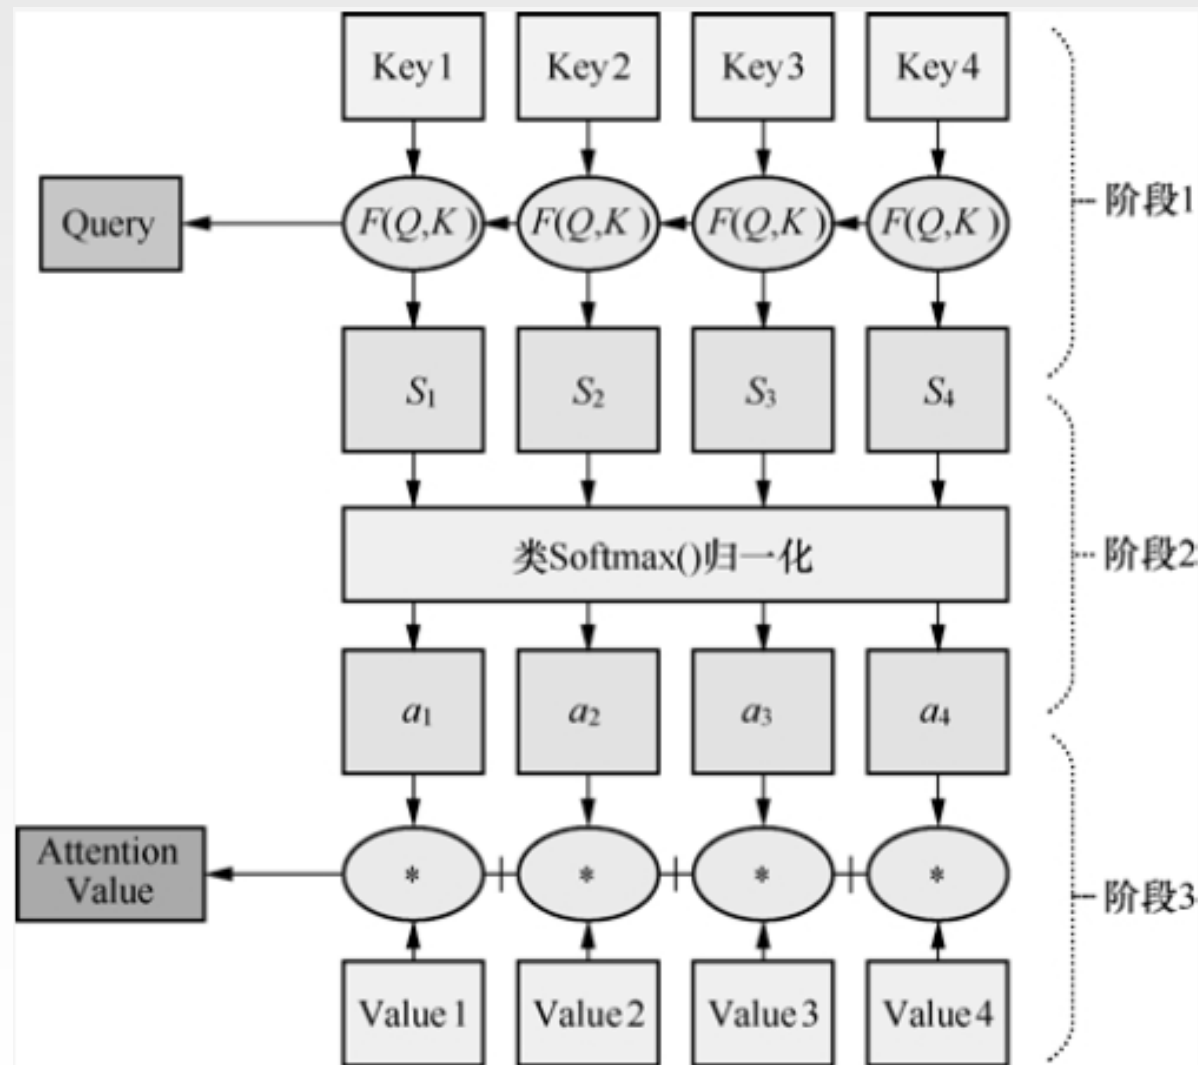 Key1 Key2 Key3 Key4
阶段1
Query F(Q,K) F(Q,K) F(Q,K) F(Q,K)
S1 S2 S3 S4
类Softmax()归一化
阶段2
a1 a2 a3 a4
Attention
Value
* + * + * + *
阶段3
Value1 Value2 Value3 Value4